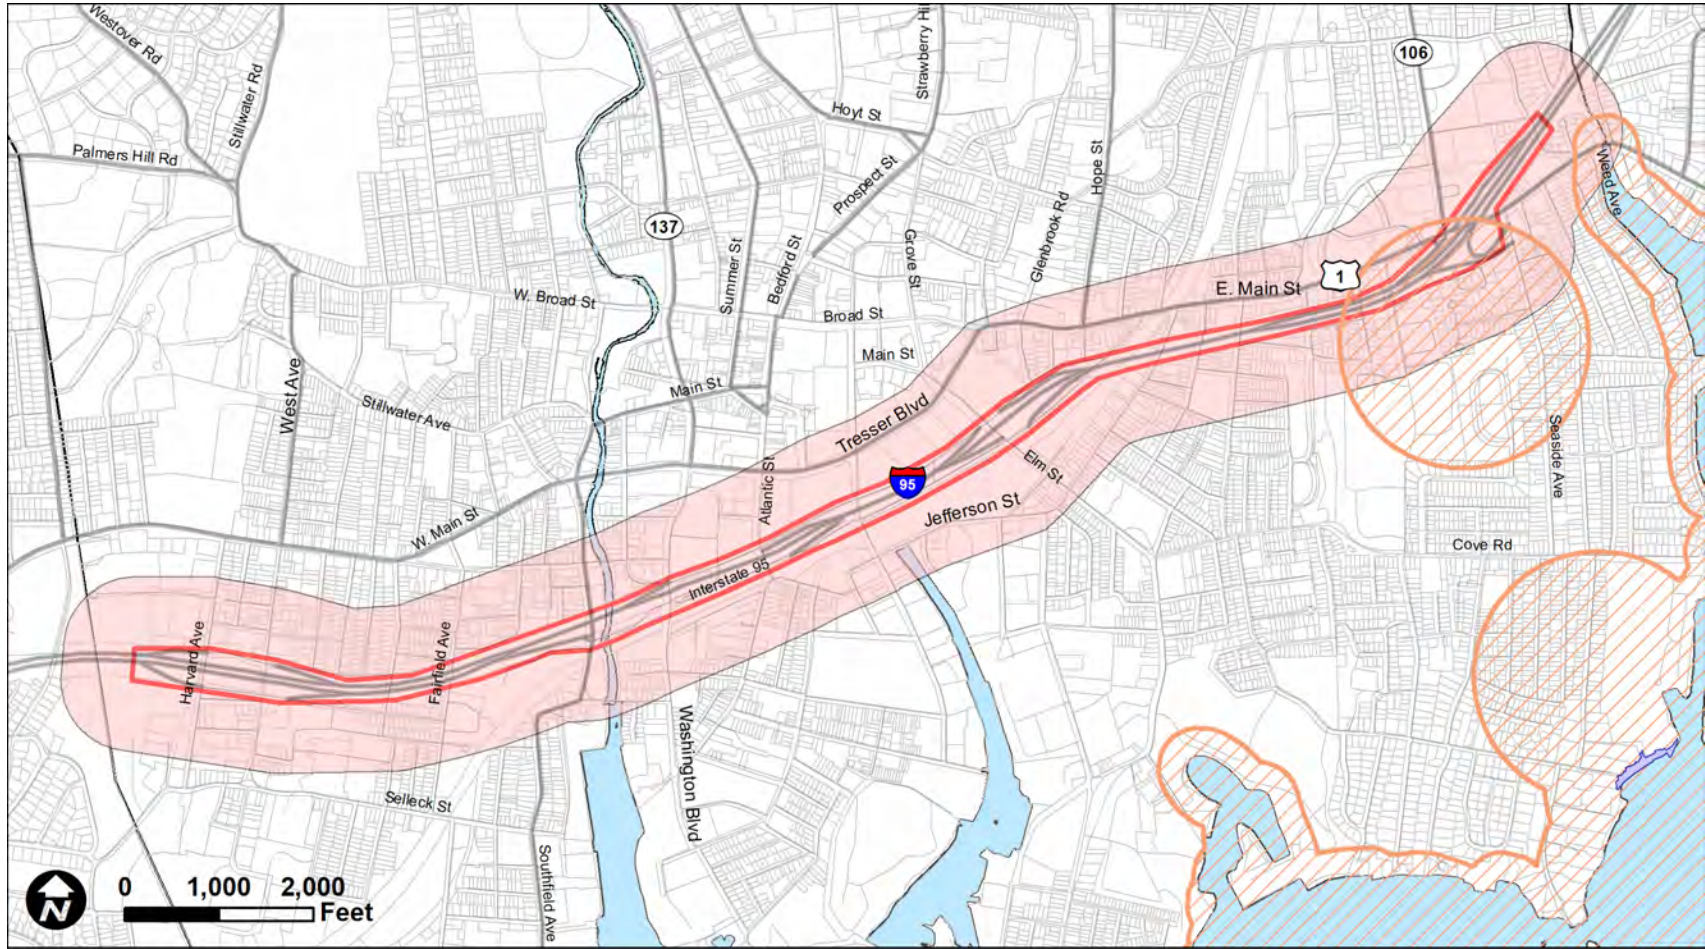 Westover Rd
Stillwater Rd
Palmers Hill Rd
Strawberry Hil
106
Hoyt St
Prospect St
Hope St
Glenbrook Rd
Weed Ave
137
Summer St
Bedford St
Grove St
W. Broad St
Broad St
E. Main St
1
Main St
Main St
West Ave
Stillwater Ave
Tresser Blvd
Elm St
Seaside Ave
95
Atlantic St
Jefferson St
W. Main St
Cove Rd
Interstate 95
Harvard Ave
Fairfield Ave
Washington Blvd
Selleck St
Southfield Ave
N
0 1,000 2,000
Feet